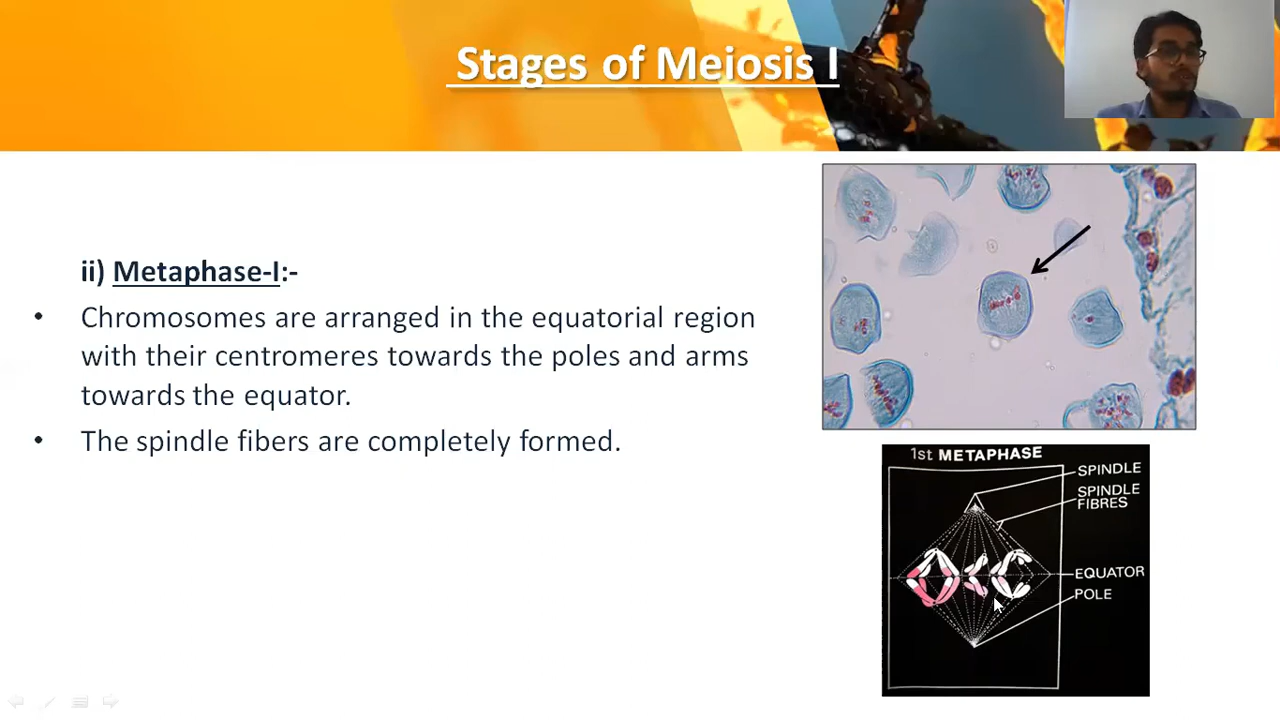 Stages of Meiosis I
ii) Metaphase-I:-
• Chromosomes are arranged in the equatorial region
with their centromeres towards the poles and arms
towards the equator.
• The spindle fibers are completely formed.
1st METAPHASE
SPINDLE
SPINDLE
FIBRES
EQUATOR
POLE